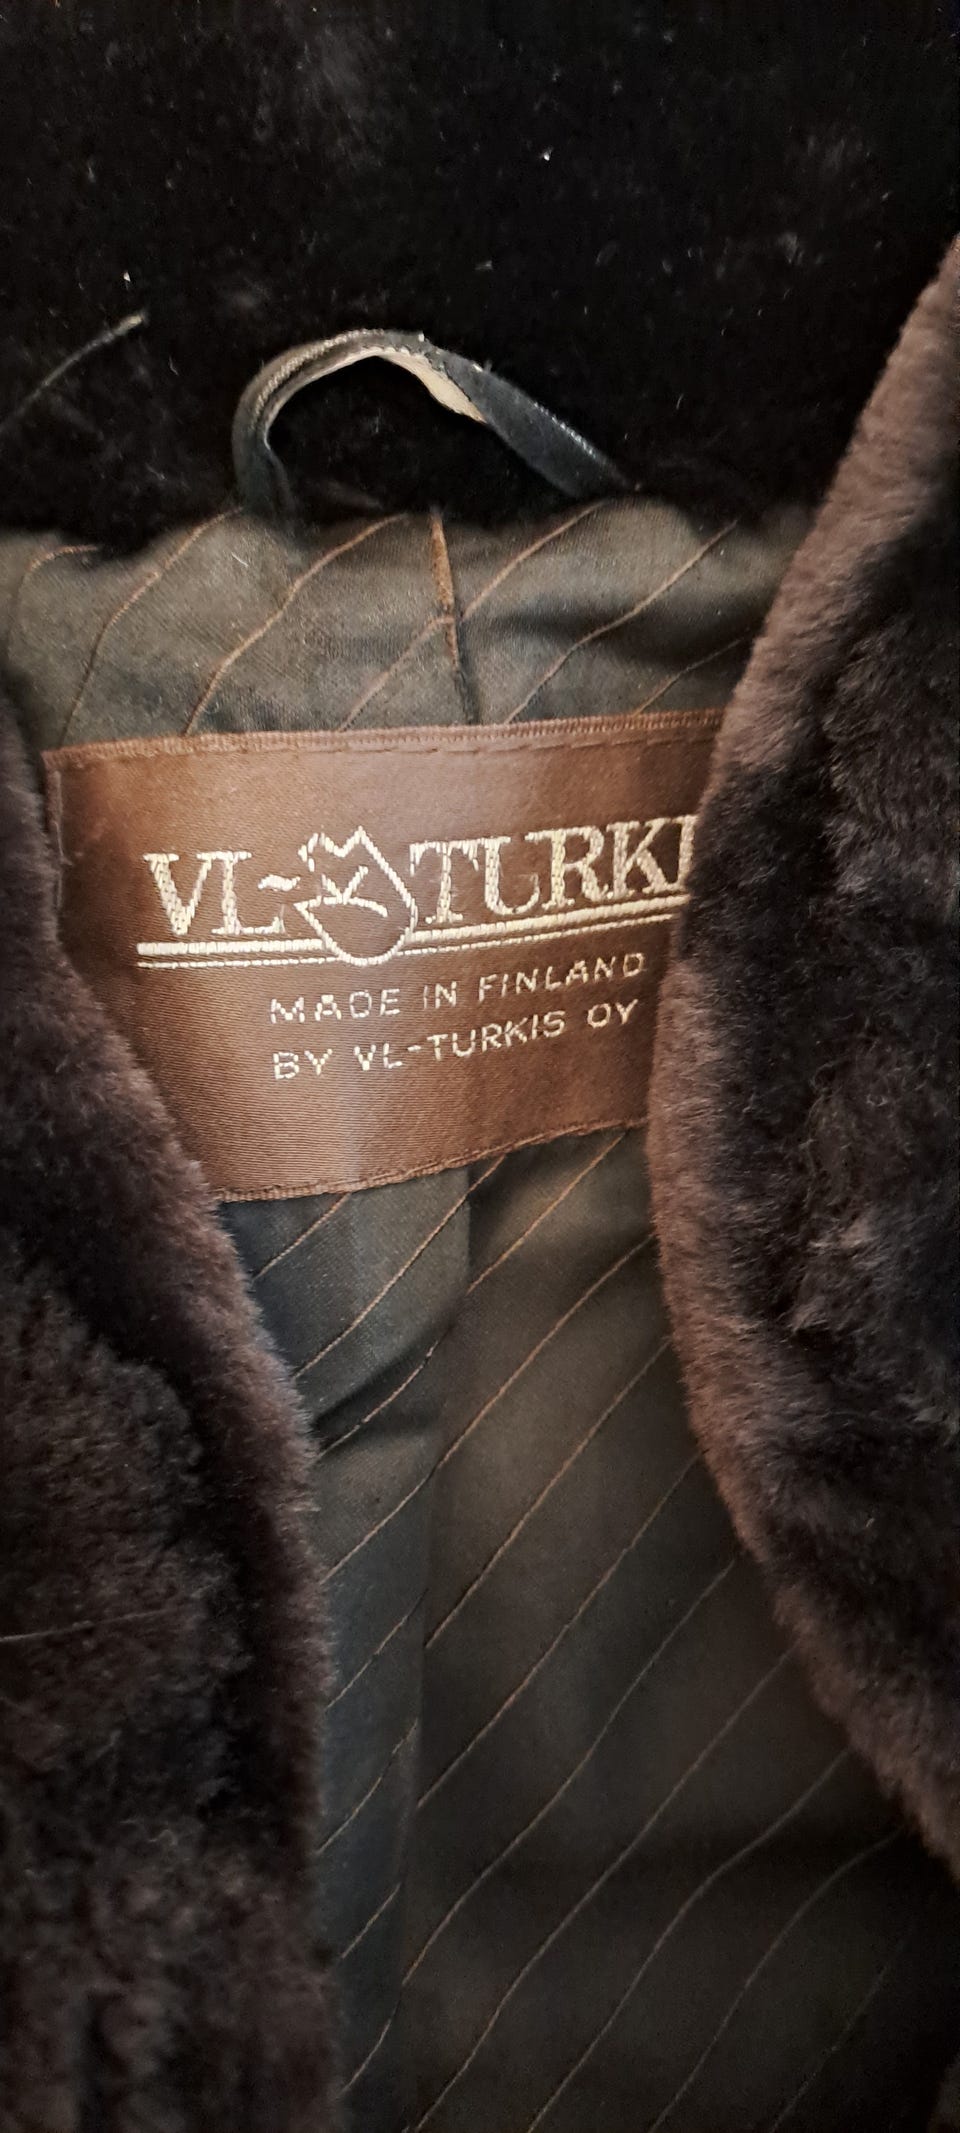 VL-TURKI
MADE IN FINLAND
BY VL-TURKIS OY